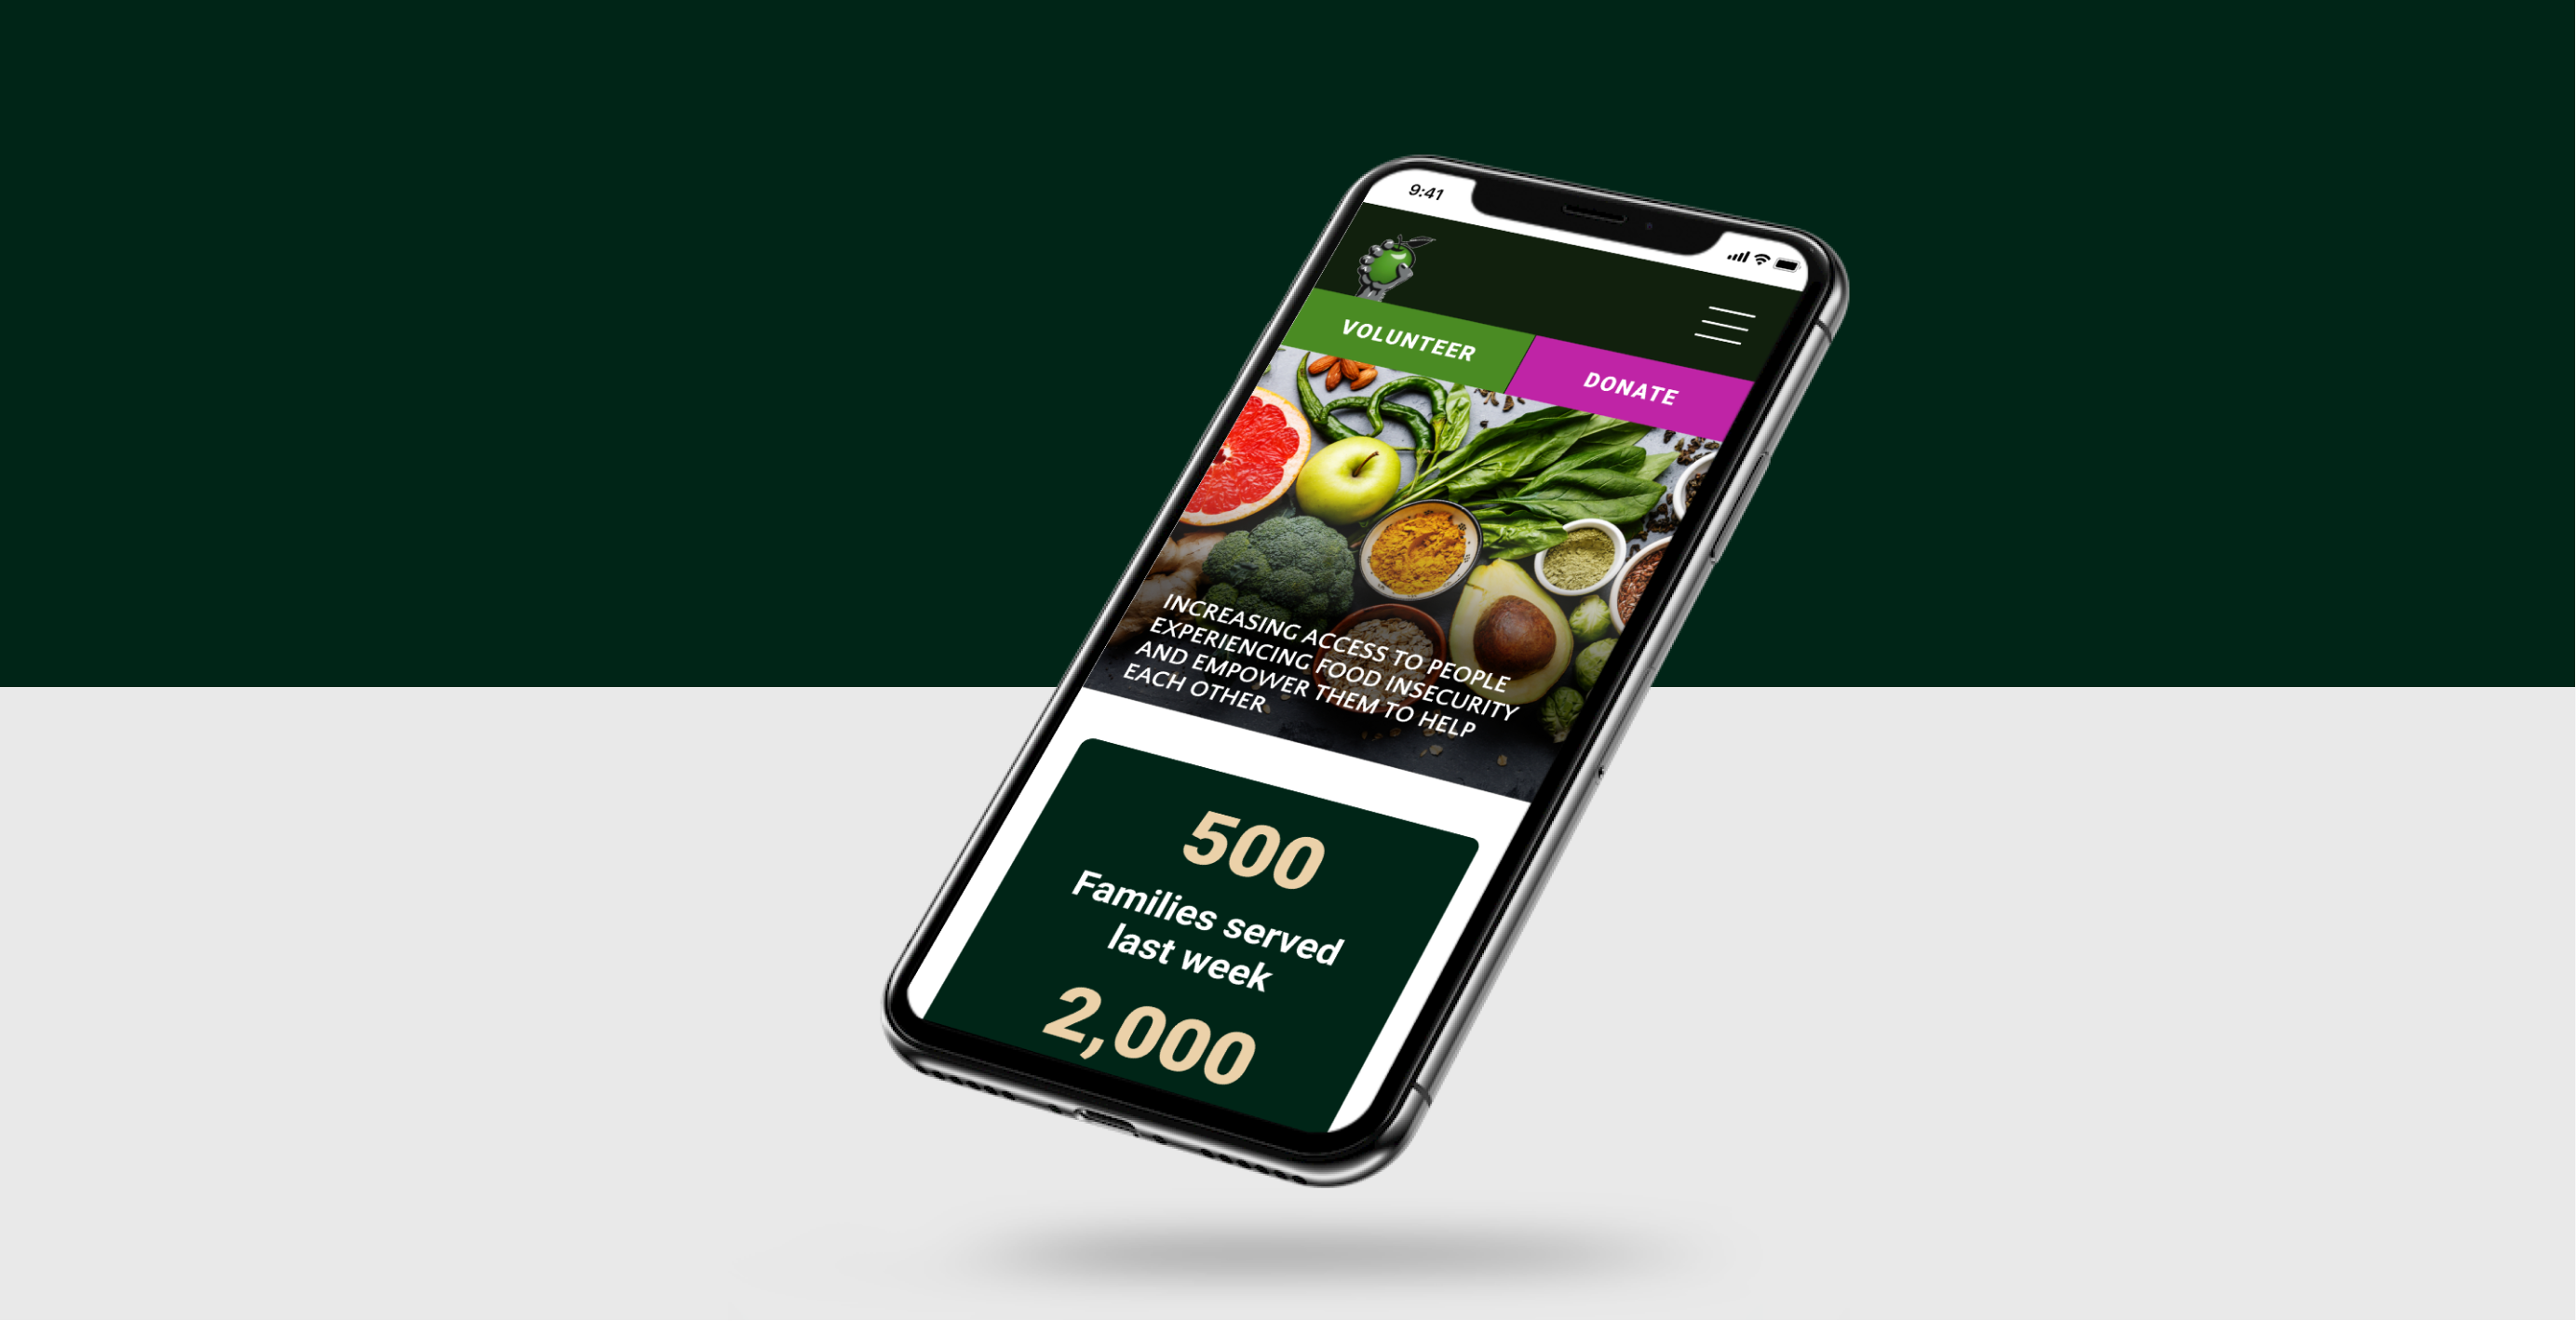 9:41
VOLUNTEER
DONATE
INCREASING ACCESS TO PEOPLE
EXPERIENCING FOOD INSECURITY
AND EMPOWER THEM TO HELP
EACH OTHER
500
Families served
last week
2,000